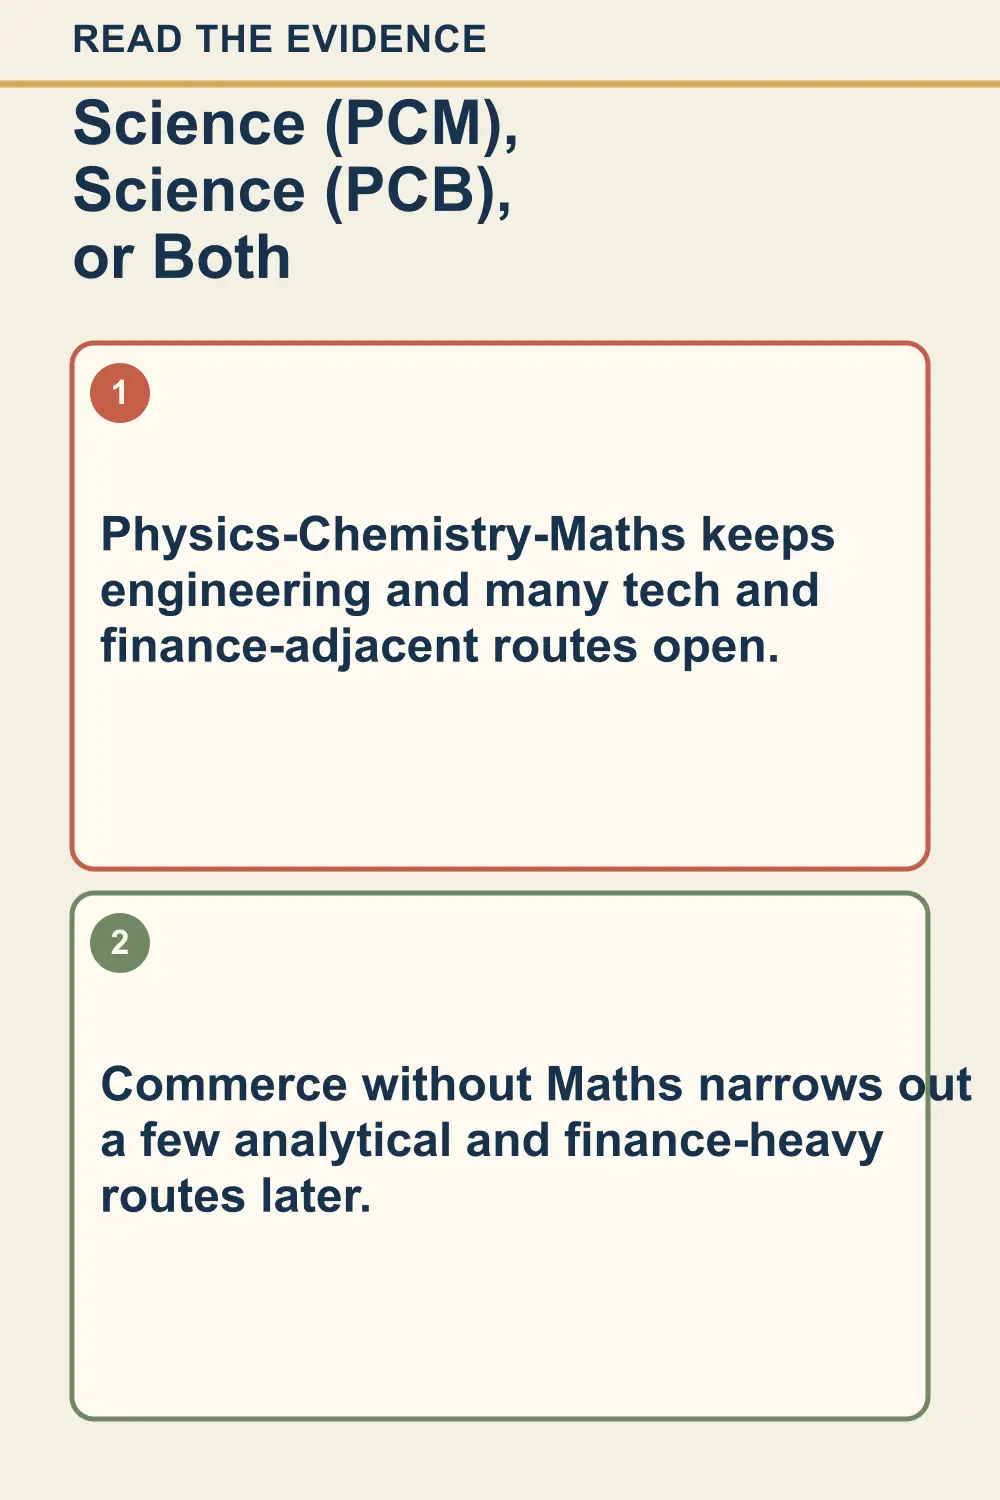 READ THE EVIDENCE
Science (PCM),
Science (PCB),
or Both
1
Physics-Chemistry-Maths keeps
engineering and many tech and
finance-adjacent routes open.
2
Commerce without Maths narrows out
a few analytical and finance-heavy
routes later.